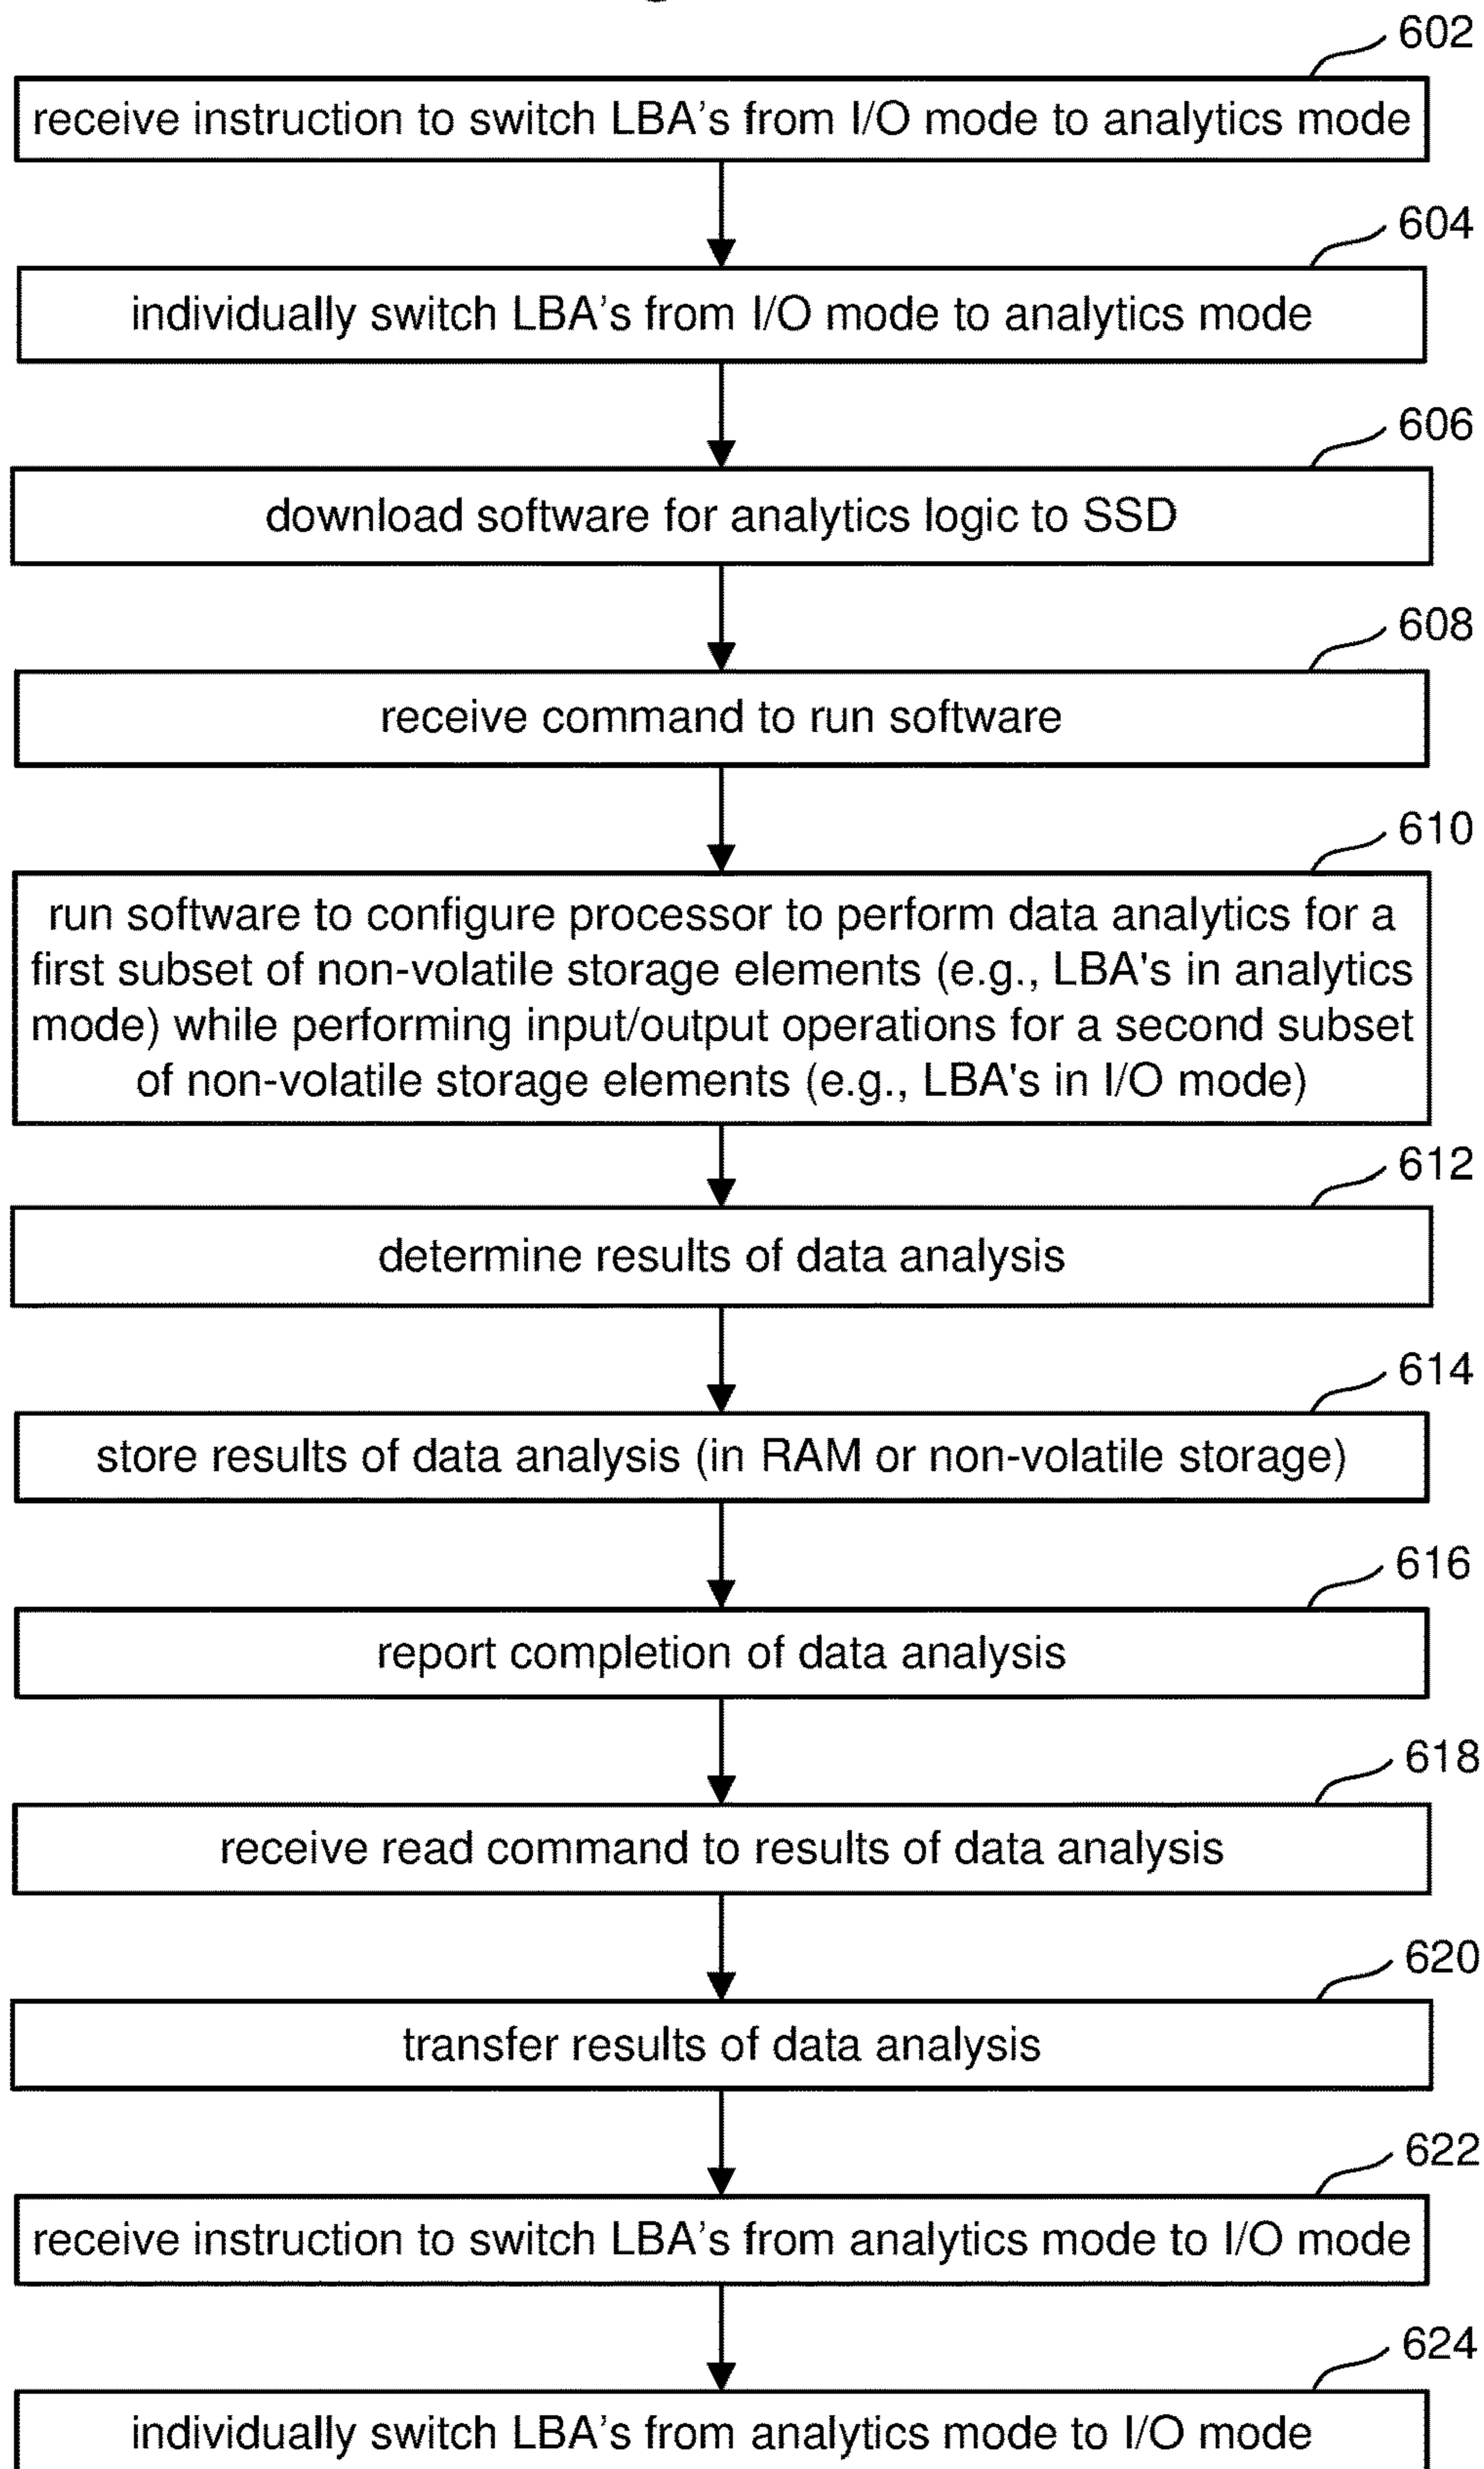 602
receive instruction to switch LBA's from I/O mode to analytics mode
604
individually switch LBA's from I/O mode to analytics mode
606
download software for analytics logic to SSD
608
receive command to run software
610
run software to configure processor to perform data analytics for a
first subset of non-volatile storage elements (e.g., LBA's in analytics
mode) while performing input/output operations for a second subset
of non-volatile storage elements (e.g., LBA's in I/O mode)
612
determine results of data analysis
614
store results of data analysis (in RAM or non-volatile storage)
616
report completion of data analysis
618
receive read command to results of data analysis
620
transfer results of data analysis
622
receive instruction to switch LBA's from analytics mode to I/O mode
624
individually switch LBA's from analytics mode to I/O mode